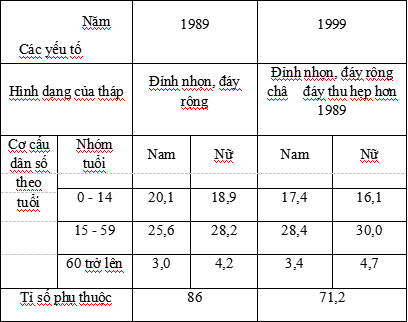 Năm
Các yếu tố
1989
1999
Hình dạng của tháp
Đỉnh nhọn, đáy
rộng
Đỉnh nhọn, đáy rộng
châ đáy thu hẹp hơn
1989
Cơ cấu
dân số
theo
tuổi
Nhóm
tuổi
Nam
Nữ
Nam
Nữ
0 - 14
20,1
18,9
17,4
16,1
15 - 59
25,6
28,2
28,4
30,0
60 trở lên
3,0
4,2
3,4
4,7
Tỉ số phụ thuộc
86
71,2